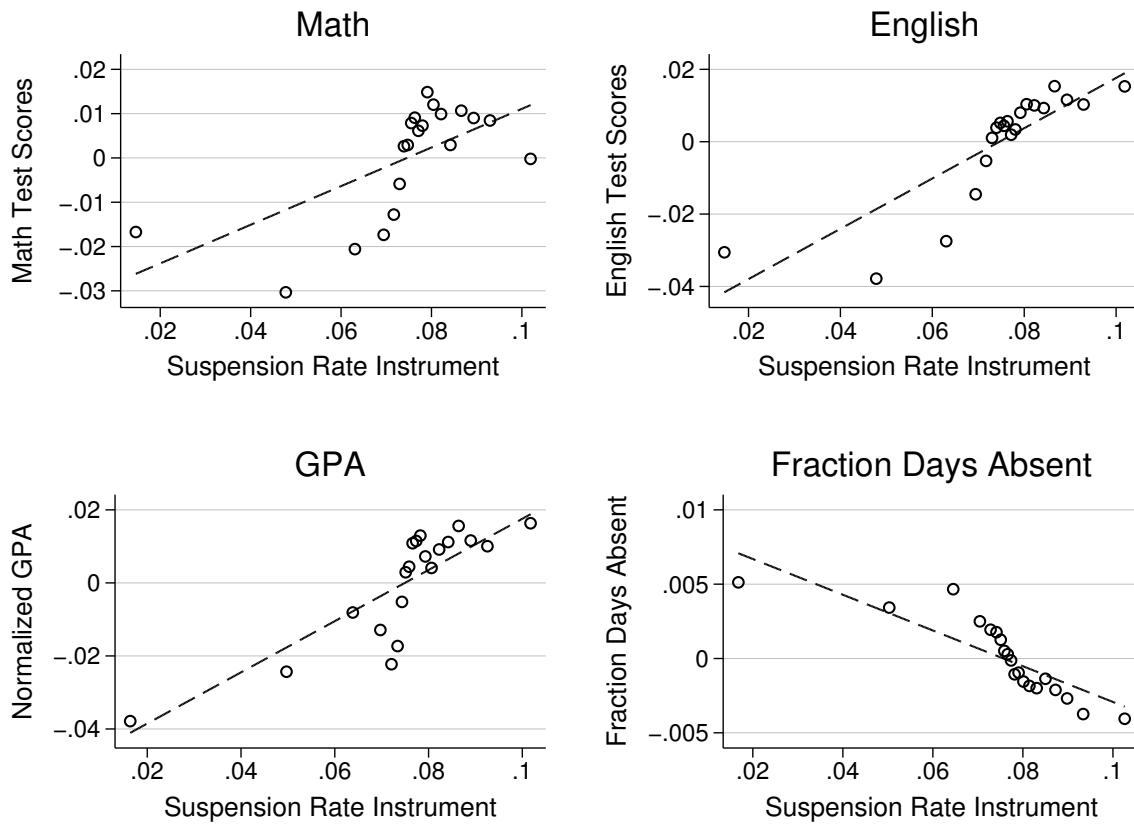 Math
Math Test Scores
.02
.01
0
−.01
−.02
−.03
.02 .04 .06 .08 .1
Suspension Rate Instrument
English
English Test Scores
.02
0
−.02
−.04
.02 .04 .06 .08 .1
Suspension Rate Instrument
GPA
Normalized GPA
.02
0
−.02
−.04
.02 .04 .06 .08 .1
Suspension Rate Instrument
Fraction Days Absent
Fraction Days Absent
.01
.005
0
−.005
.02 .04 .06 .08 .1
Suspension Rate Instrument